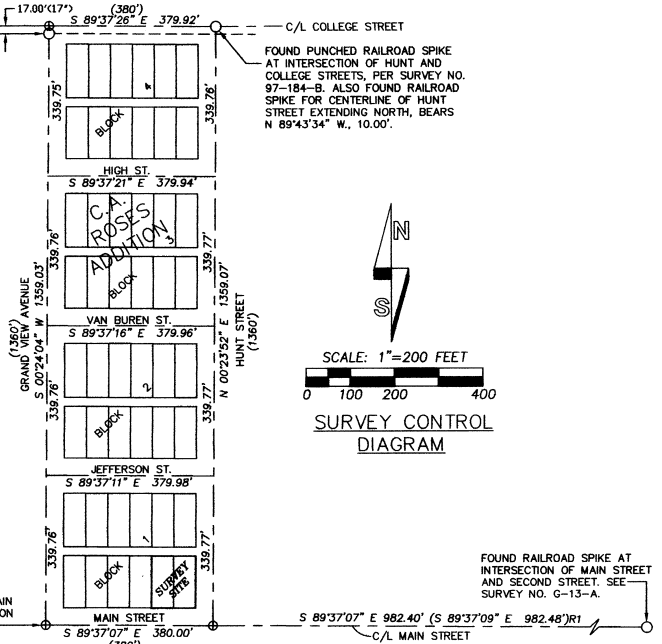 17.00'(17")
(380')
S 89°37'26" E 379.92'
C/L COLLEGE STREET
FOUND PUNCHED RAILROAD SPIKE
AT INTERSECTION OF HUNT AND
COLLEGE STREETS, PER SURVEY NO.
97-184-B. ALSO FOUND RAILROAD
SPIKE FOR CENTERLINE OF HUNT
STREET EXTENDING NORTH, BEARS
N 89°43'34" W., 10.00'.
339.75'
339.76'
4
BLOCK
HIGH ST.
S 89°37'21" E 379.94'
C.A.
ROSES
ADDITION
3
BLOCK
339.76'
339.77'
GRAND VIEW AVENUE
(1360')
S 00°24'04" W 1359.03'
N 00°23'52" E 1359.07'
HUNT STREET
(1360')
VAN BUREN ST.
S 89°37'16" E 379.96'
339.76'
339.77'
2
BLOCK
JEFFERSON ST.
S 89°37'11" E 379.98'
339.76'
339.77'
1
BLOCK
SURVEY
SITE
MAIN STREET
S 89°37'07" E 380.00'
(380')
N
S
SCALE: 1"=200 FEET
0 100 200 400
SURVEY CONTROL
DIAGRAM
FOUND RAILROAD SPIKE AT
INTERSECTION OF MAIN STREET
AND SECOND STREET. SEE
SURVEY NO. G-13-A.
S 89°37'07" E 982.40' (S 89°37'09" E 982.48')R1
C/L MAIN STREET